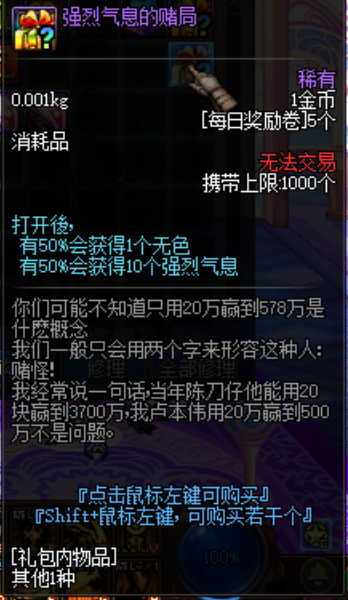 强烈气息的赌局
稀有
0.001kg
1金币
[每日奖励卷]5个
消耗品
无法交易
携带上限:1000个
打开後,
有50%会获得1个无色
有50%会获得10个强烈气息
你们可能不知道只用20万赢到578万是
什麽概念
我们一般只会用两个字来形容这种人:
赌怪!
修理
全部修理
我经常说一句话,当年陈刀仔他能用20
块赢到3700万,我卢本伟用20万赢到500
万不是问题。
『点击鼠标左键可购买』
『Shift+鼠标左键, 可购买若干个』
[礼包内物品]
100%
其他1种